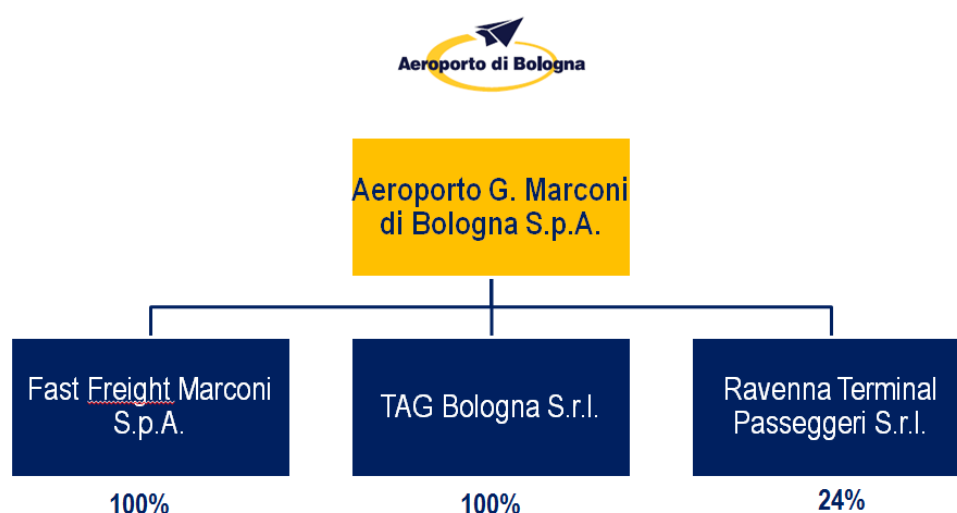 Aeroporto di Bologna
Aeroporto G. Marconi
di Bologna S.p.A.
Fast Freight Marconi
S.p.A.
TAG Bologna S.r.l.
Ravenna Terminal
Passeggeri S.r.l.
100%
100%
24%